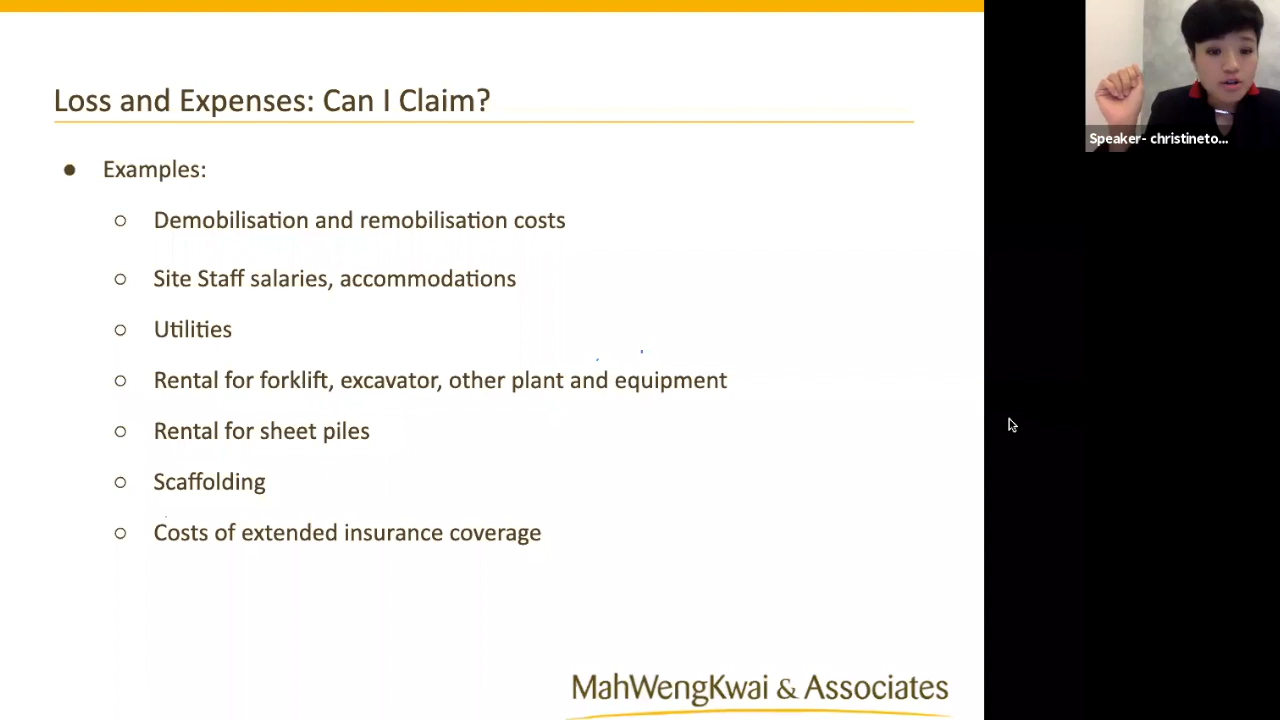 Loss and Expenses: Can I Claim?
● Examples:
○ Demobilisation and remobilisation costs
○ Site Staff salaries, accommodations
○ Utilities
○ Rental for forklift, excavator, other plant and equipment
○ Rental for sheet piles
○ Scaffolding
○ Costs of extended insurance coverage
MahWengKwai & Associates
Speaker- christineto...